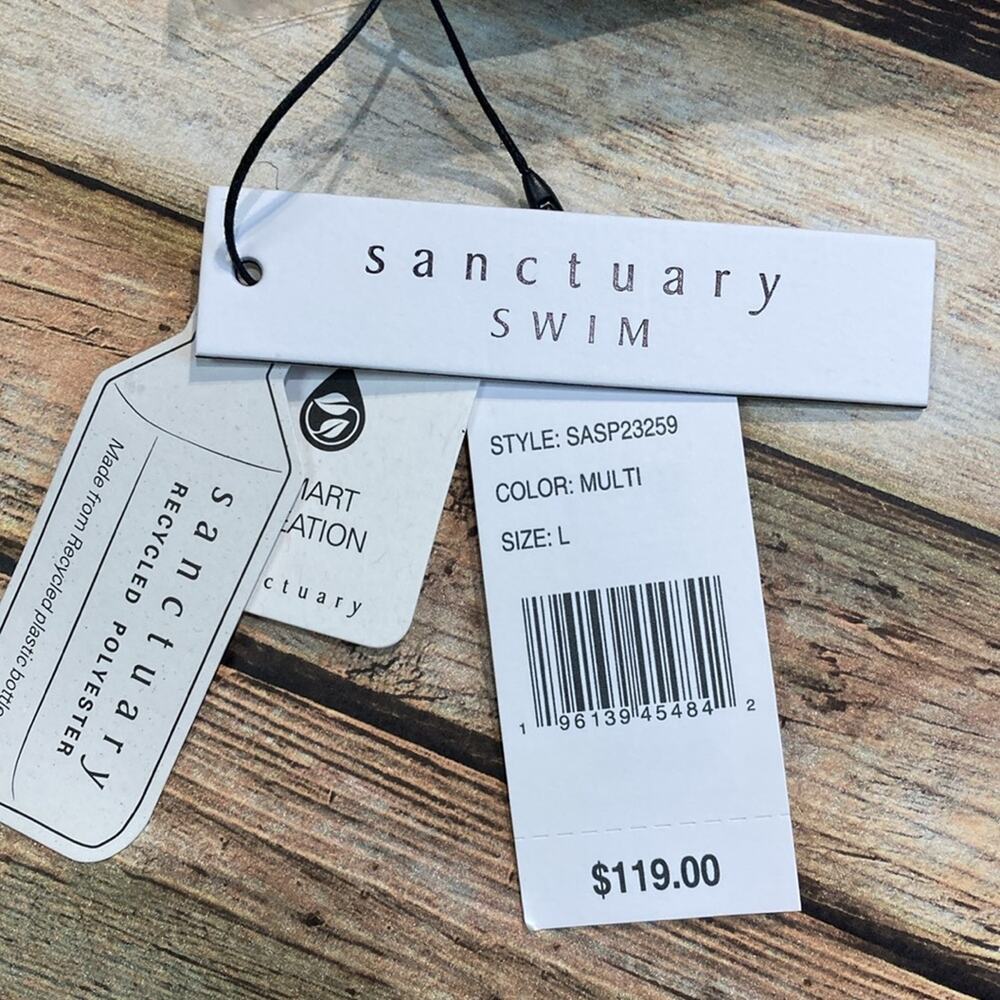 sanctuary
SWIM
STYLE: SASP23259
COLOR: MULTI
SIZE: L
1 96139 45484 2
$119.00
MART
EATION
ctuary
sanctuary
RECYCLED POLYESTER
Made from Recycled plastic bottle